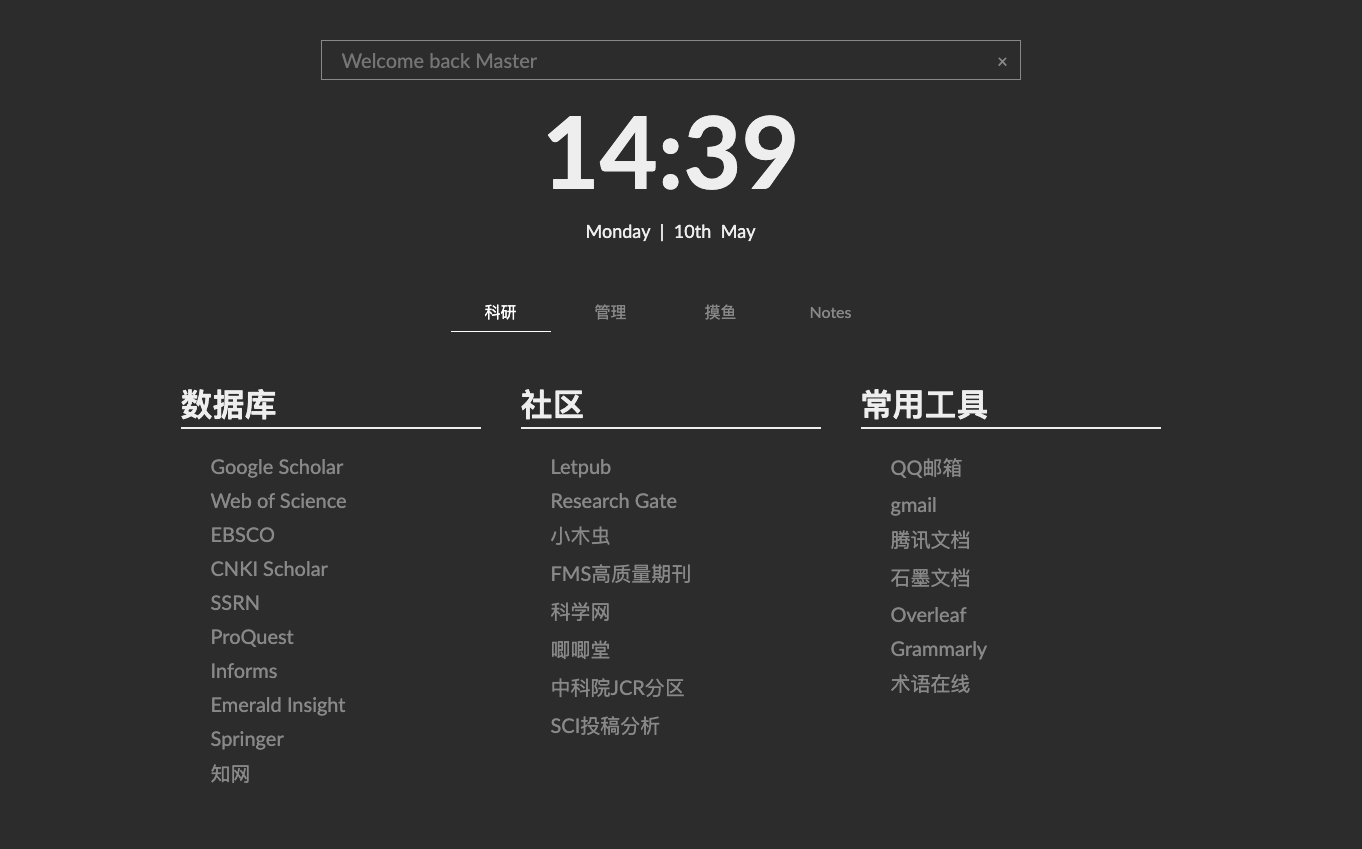 Welcome back Master ×
14:39
Monday | 10th May
科研 管理 摸鱼 Notes
数据库
Google Scholar
Web of Science
EBSCO
CNKI Scholar
SSRN
ProQuest
Informs
Emerald Insight
Springer
知网
社区
Letpub
Research Gate
小木虫
FMS高质量期刊
科学网
唧唧堂
中科院JCR分区
SCI投稿分析
常用工具
QQ邮箱
gmail
腾讯文档
石墨文档
Overleaf
Grammarly
术语在线